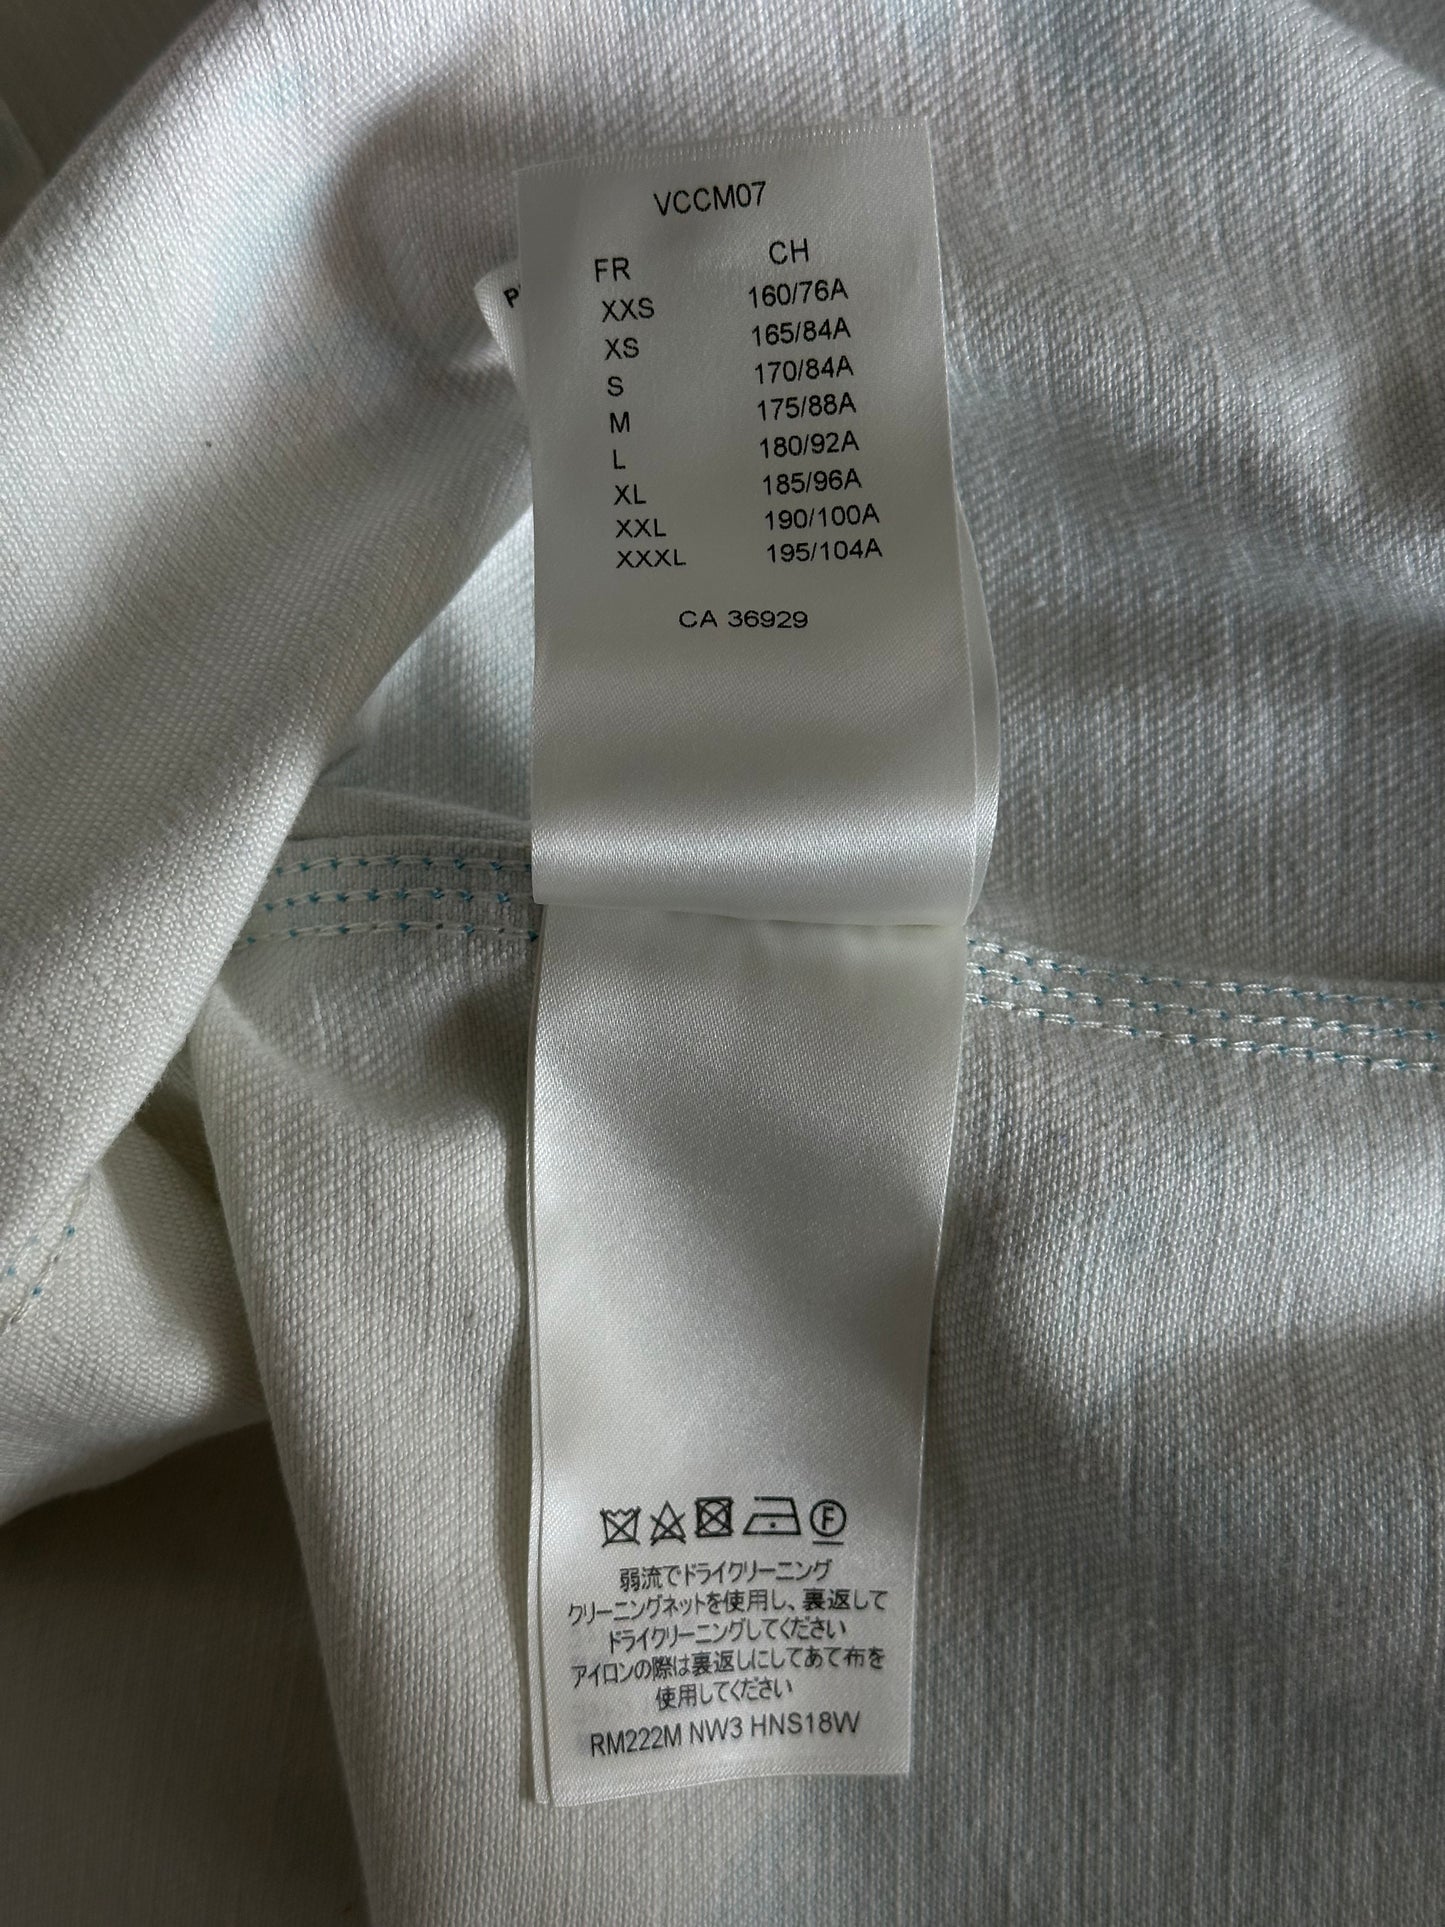 VCCM07
FR CH
XXS 160/76A
XS 165/84A
S 170/84A
M 175/88A
L 180/92A
XL 185/96A
XXL 190/100A
XXXL 195/104A
CA 36929
F
弱流でドライクリーニング
クリーニングネットを使用し、裏返して
ドライクリーニングしてください
アイロンの際は裏返しにしてあて布を
使用してください
RM222M NW3 HNS18W